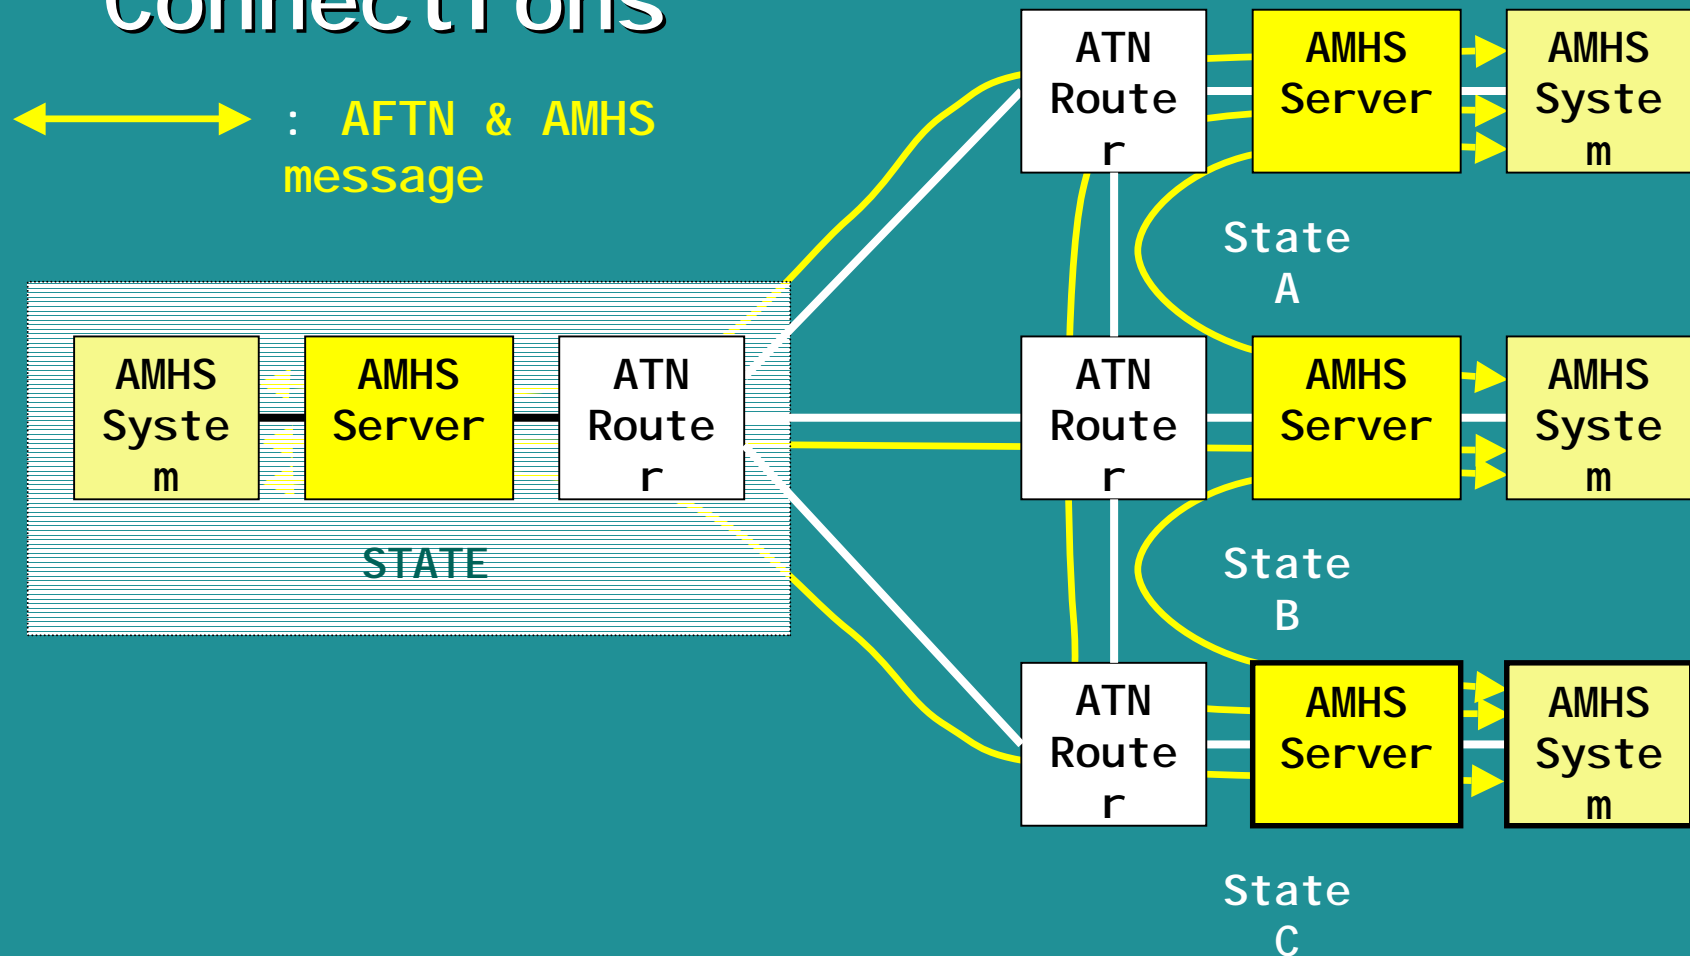 Connections
: AFTN & AMHS
message
ATN
Route
r
AMHS
Server
AMHS
Syste
m
State
A
AMHS
Syste
m
AMHS
Server
ATN
Route
r
STATE
ATN
Route
r
AMHS
Server
AMHS
Syste
m
State
B
ATN
Route
r
AMHS
Server
AMHS
Syste
m
State
C